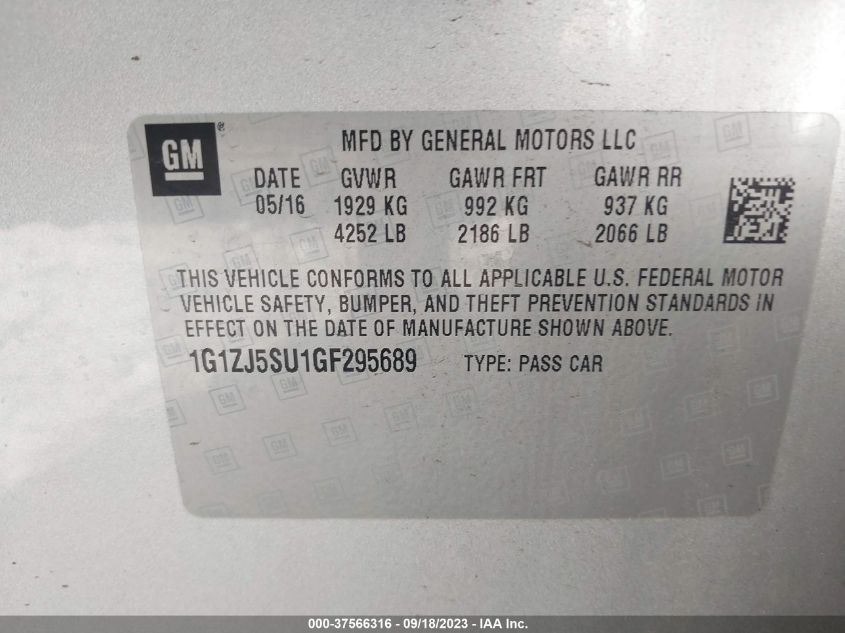 GM
®
MFD BY GENERAL MOTORS LLC
DATE GVWR GAWR FRT GAWR RR
05/16 1929 KG 992 KG 937 KG
4252 LB 2186 LB 2066 LB
THIS VEHICLE CONFORMS TO ALL APPLICABLE U.S. FEDERAL MOTOR
VEHICLE SAFETY, BUMPER, AND THEFT PREVENTION STANDARDS IN
EFFECT ON THE DATE OF MANUFACTURE SHOWN ABOVE.
1G1ZJ5SU1GF295689 TYPE: PASS CAR
000-37566316 - 09/18/2023 - IAA Inc.